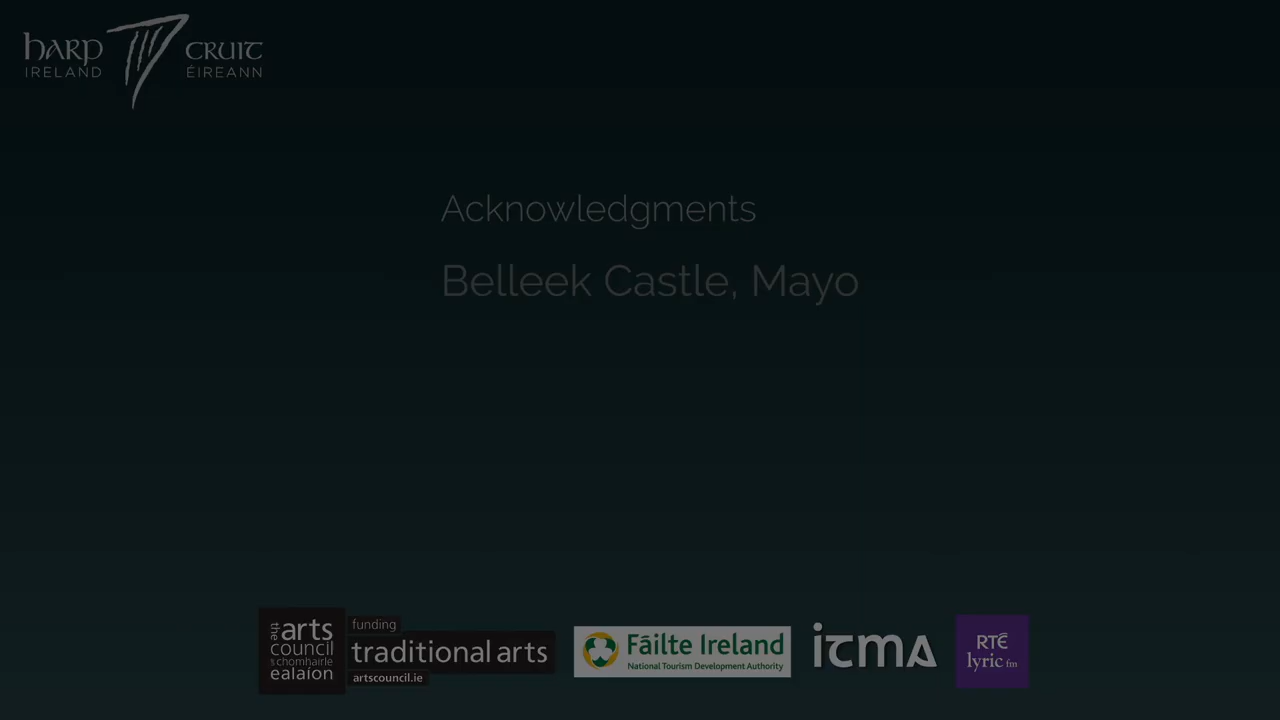 harp
IRELAND
CRUIT
ÉIREANN
Acknowledgments
Belleek Castle, Mayo
the arts
council
chomhairle
ealaíon
funding
traditional arts
artscouncil.ie
Fáilte Ireland
National Tourism Development Authority
itma
RTÉ
lyric fm